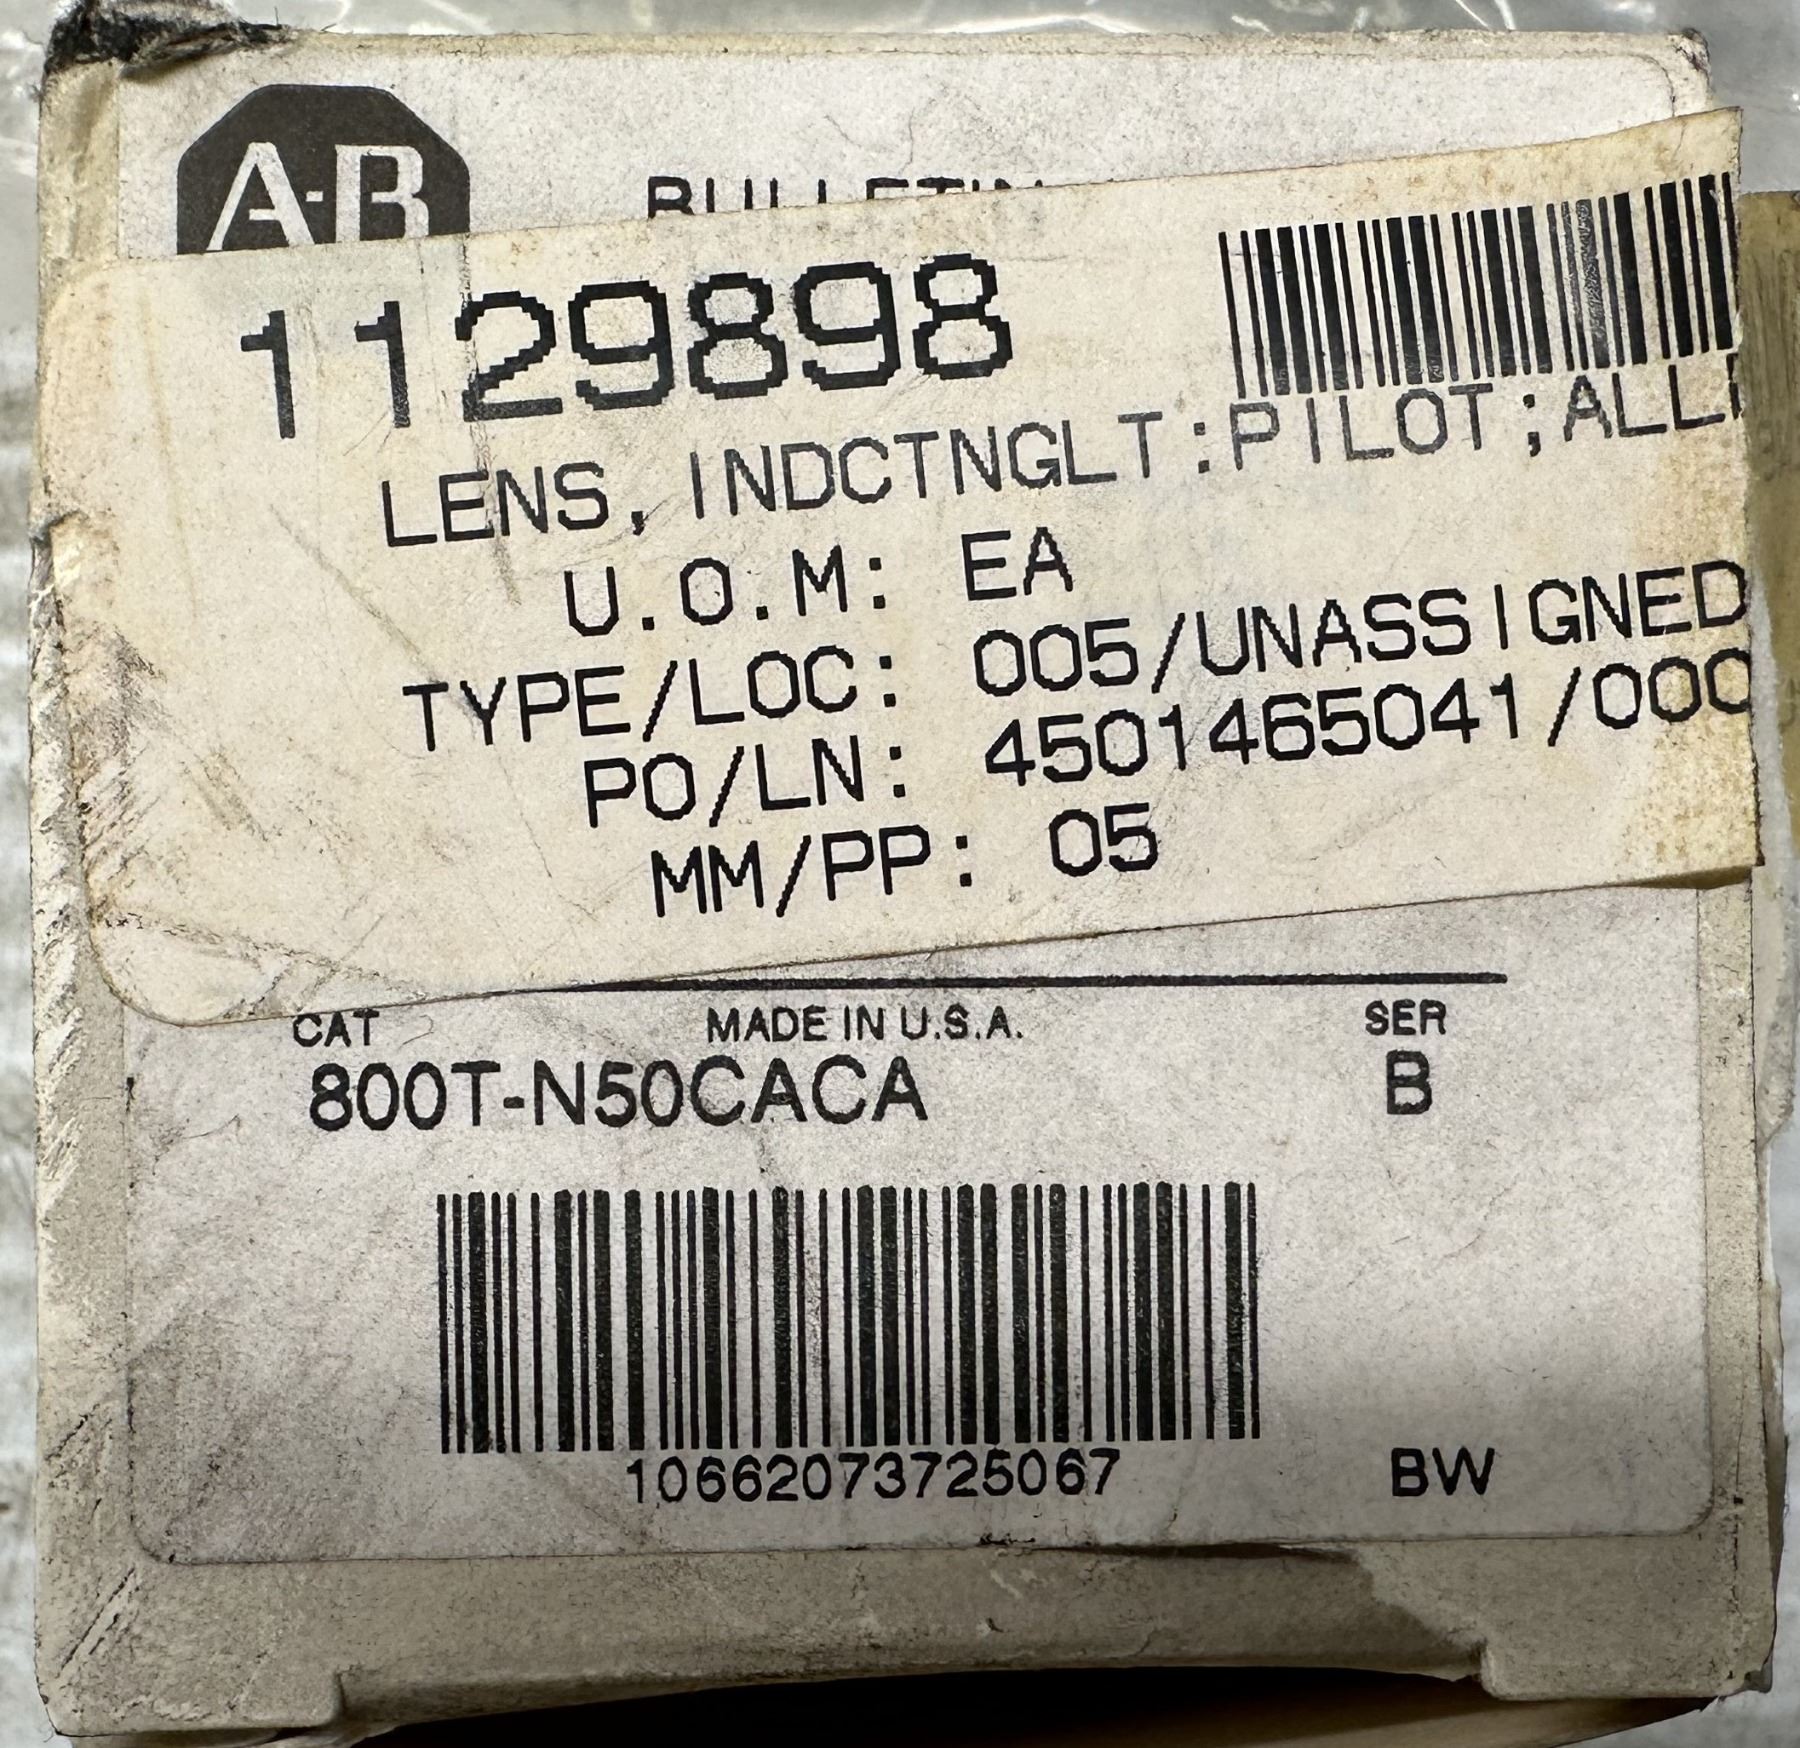 A-B
BULLETIN
1129898
LENS, INDCTNGLT:PILOT;ALL
U.O.M: EA
TYPE/LOC: 005/UNASSIGNED
PO/LN: 4501465041/000
MM/PP: 05
CAT MADE IN U.S.A. SER
800T-N50CACA B
10662073725067 BW